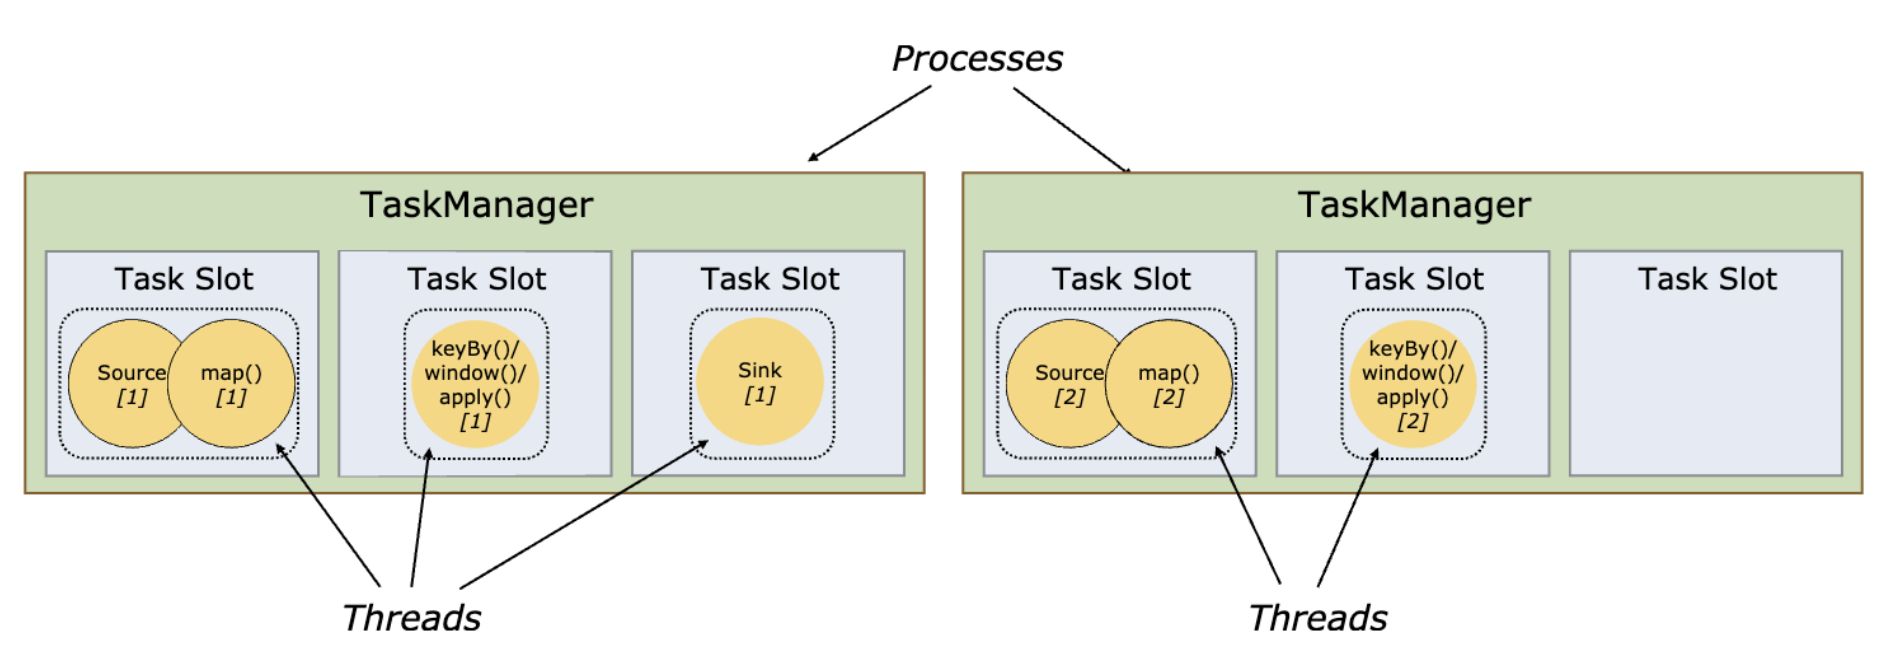 Processes
TaskManager
Task Slot
Source
[1]
map()
[1]
Task Slot
keyBy()/
window()/
apply()
[1]
Task Slot
Sink
[1]
TaskManager
Task Slot
Source
[2]
map()
[2]
Task Slot
keyBy()/
window()/
apply()
[2]
Task Slot
Threads
Threads